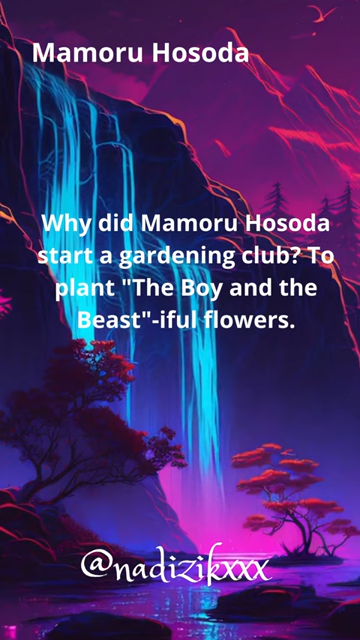 Mamoru Hosoda
Why did Mamoru Hosoda
start a gardening club? To
plant "The Boy and the
Beast"-iful flowers.
@nadizikxxx